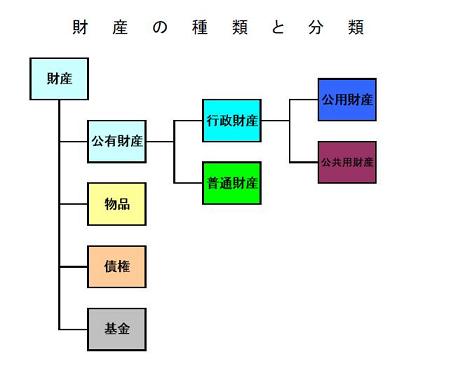 財産の種類と分類
財産
公有財産
行政財産
公用財産
公共用財産
普通財産
物品
債権
基金